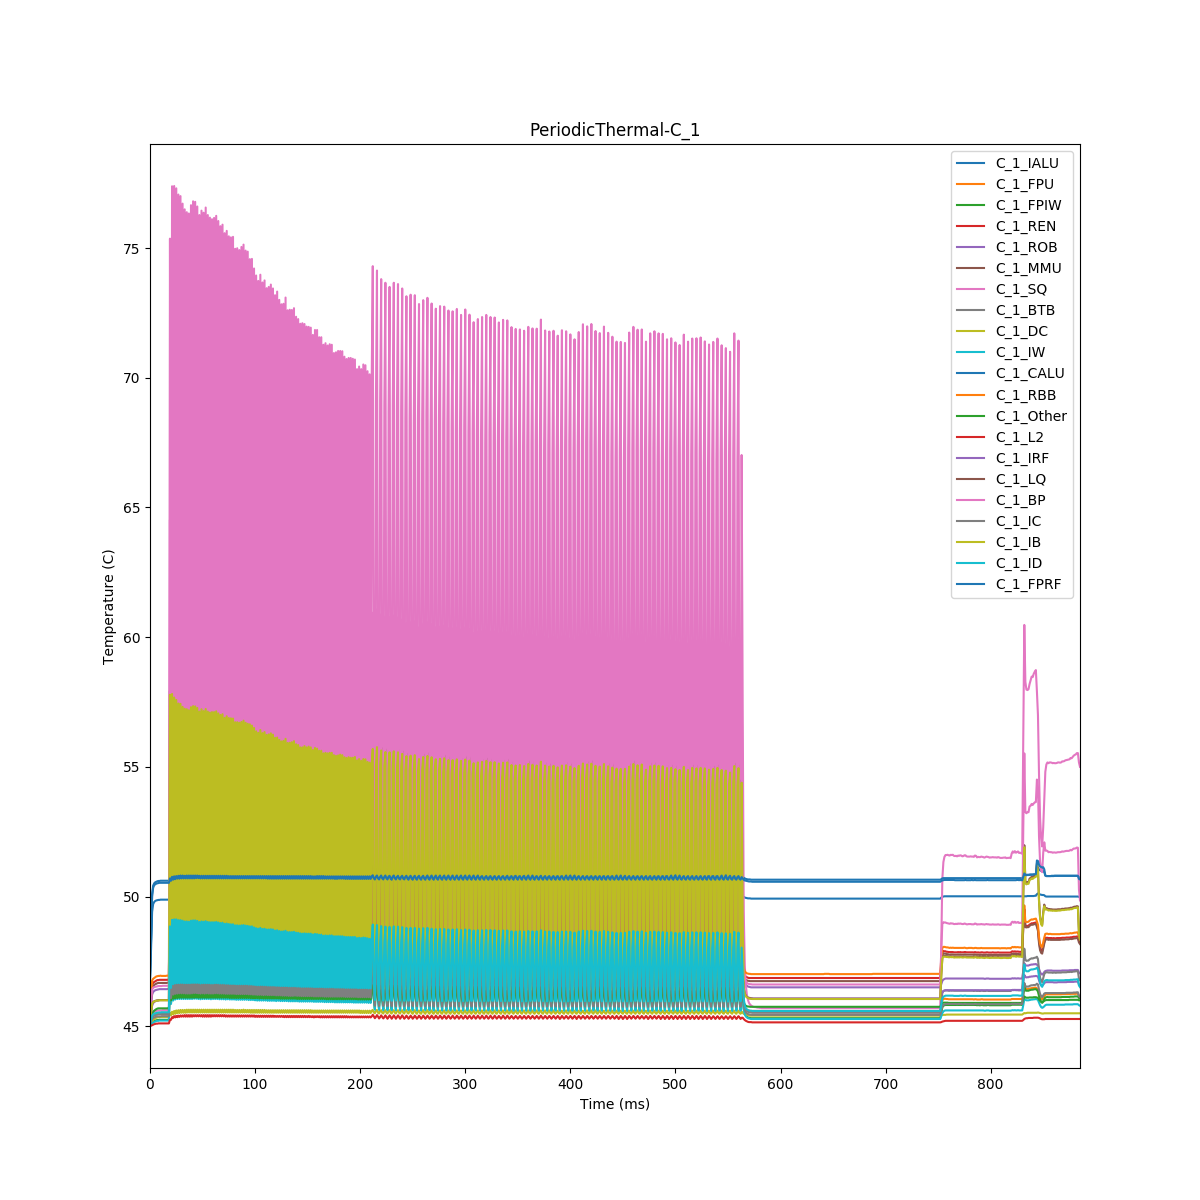 PeriodicThermal-C_1
C_1_IALU
C_1_FPU
C_1_FPIW
C_1_REN
C_1_ROB
C_1_MMU
C_1_SQ
C_1_BTB
C_1_DC
C_1_IW
C_1_CALU
C_1_RBB
C_1_Other
C_1_L2
C_1_IRF
C_1_LQ
C_1_BP
C_1_IC
C_1_IB
C_1_ID
C_1_FPRF
Temperature (C)
75
70
65
60
55
50
45
0 100 200 300 400 500 600 700 800
Time (ms)